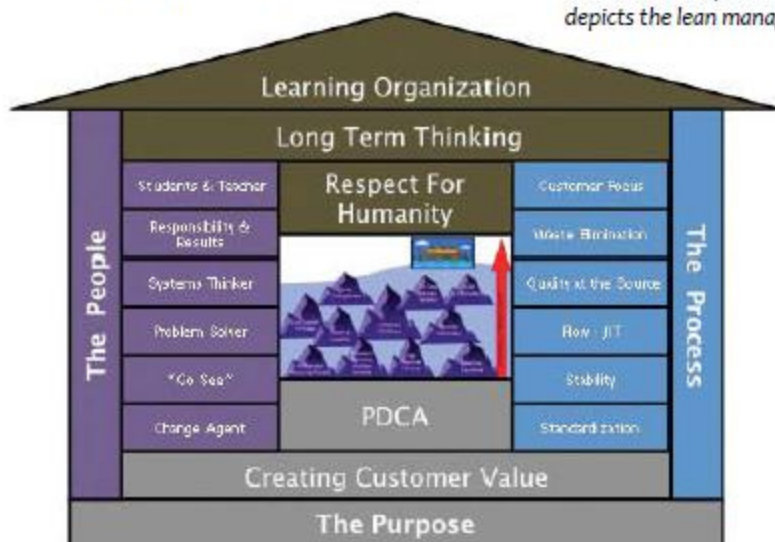 depicts the lean mana
Learning Organization
Long Term Thinking
The People
Students & Teacher
Responsibility &
Results
Systems Thinker
Problem Solver
"Go See"
Change Agent
Respect For
Humanity
PDCA
Customer Focus
Waste Elimination
Quality at the Source
Flow - JIT
Stability
Standardization
The Process
Creating Customer Value
The Purpose